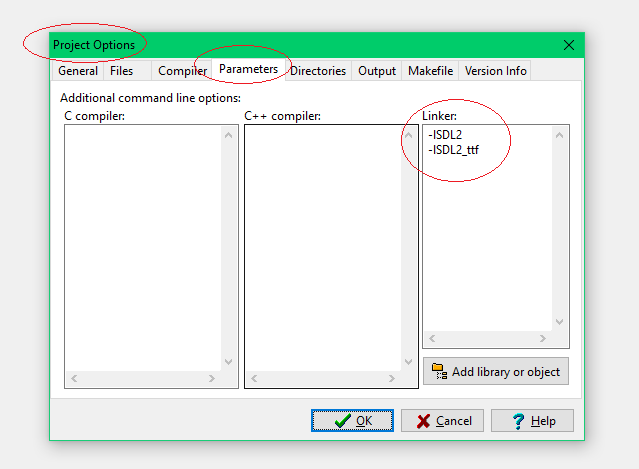 Project Options
General Files Compiler Parameters Directories Output Makefile Version Info
Additional command line options:
C compiler: C++ compiler: Linker:
-lSDL2
-lSDL2_ttf
Add library or object
OK Cancel Help